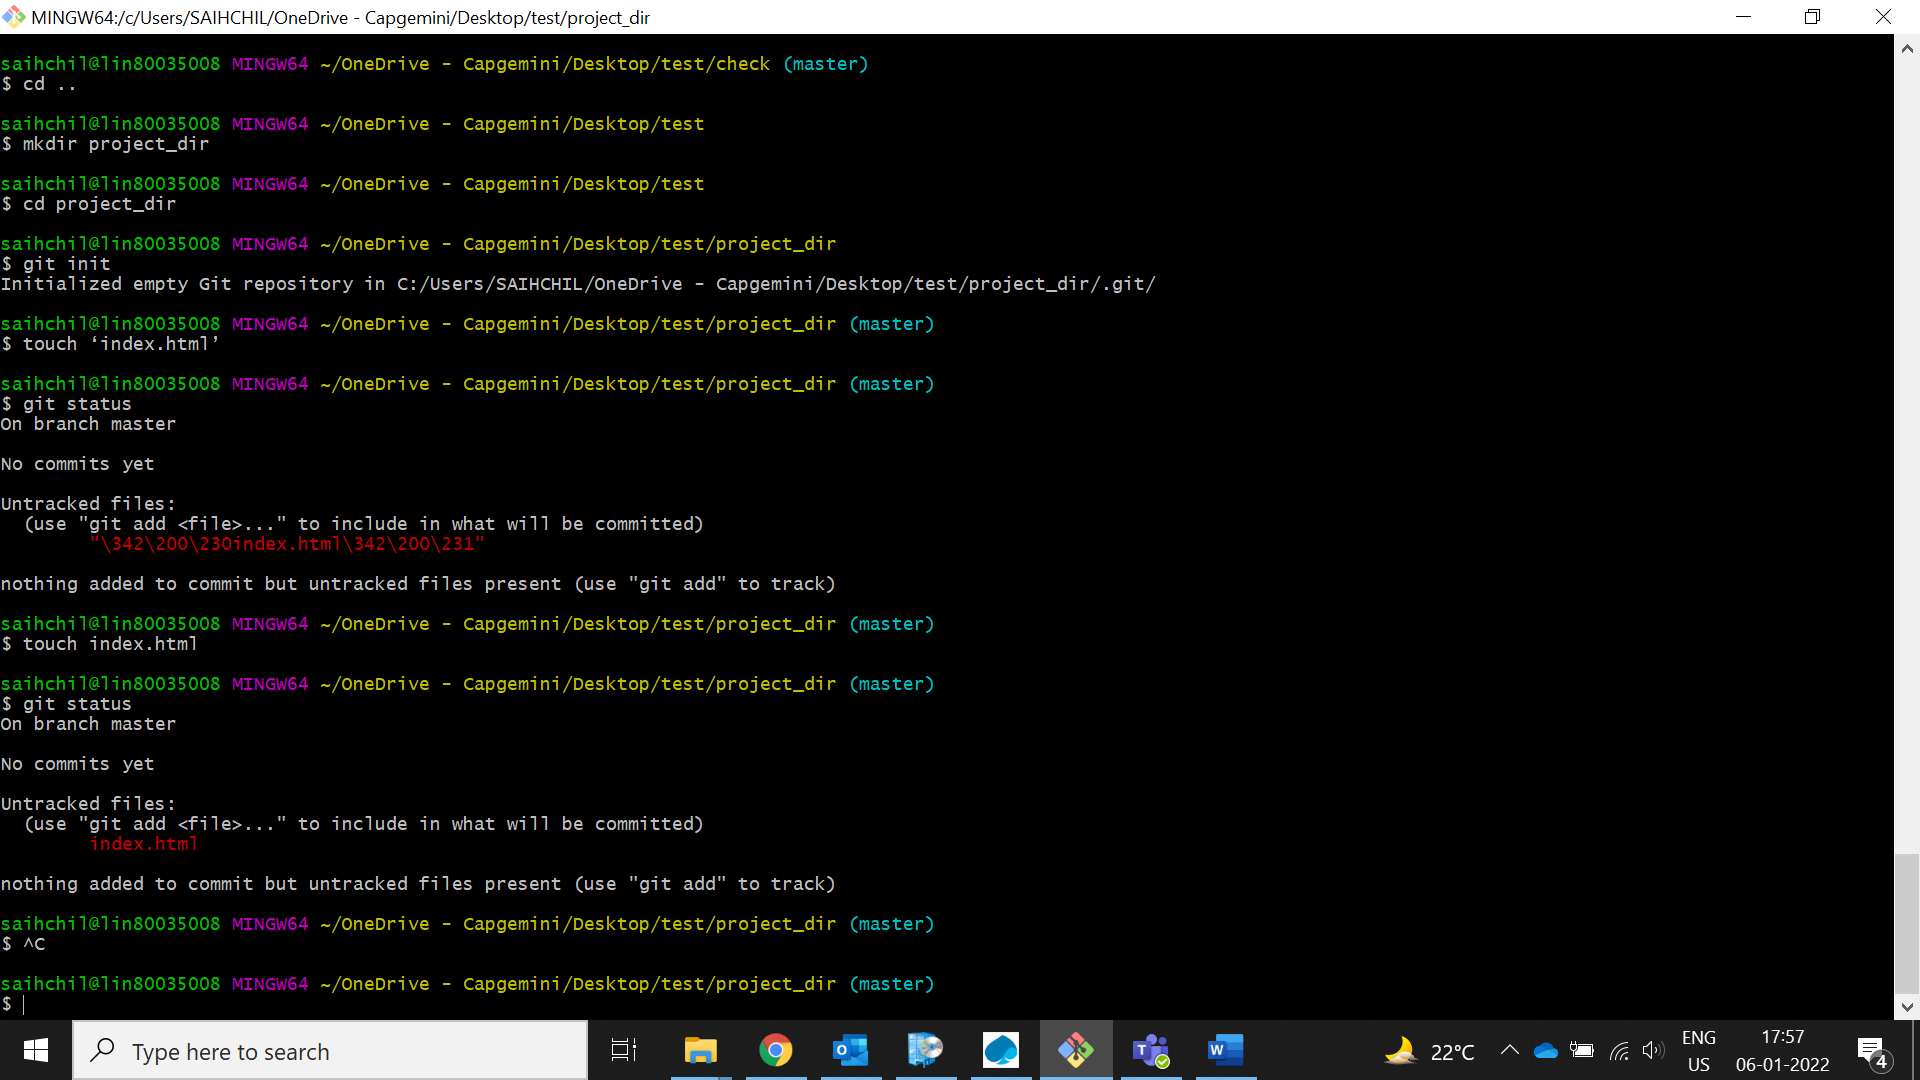 MINGW64:/c/Users/SAIHCHIL/OneDrive - Capgemini/Desktop/test/project_dir
saihchil@lin80035008 MINGW64 ~/OneDrive - Capgemini/Desktop/test/check (master)
$ cd ..
saihchil@lin80035008 MINGW64 ~/OneDrive - Capgemini/Desktop/test
$ mkdir project_dir
saihchil@lin80035008 MINGW64 ~/OneDrive - Capgemini/Desktop/test
$ cd project_dir
saihchil@lin80035008 MINGW64 ~/OneDrive - Capgemini/Desktop/test/project_dir
$ git init
Initialized empty Git repository in C:/Users/SAIHCHIL/OneDrive - Capgemini/Desktop/test/project_dir/.git/
saihchil@lin80035008 MINGW64 ~/OneDrive - Capgemini/Desktop/test/project_dir (master)
$ touch ‘index.html’
saihchil@lin80035008 MINGW64 ~/OneDrive - Capgemini/Desktop/test/project_dir (master)
$ git status
On branch master
No commits yet
Untracked files:
(use "git add <file>..." to include in what will be committed)
"\342\200\230index.html\342\200\231"
nothing added to commit but untracked files present (use "git add" to track)
saihchil@lin80035008 MINGW64 ~/OneDrive - Capgemini/Desktop/test/project_dir (master)
$ touch index.html
saihchil@lin80035008 MINGW64 ~/OneDrive - Capgemini/Desktop/test/project_dir (master)
$ git status
On branch master
No commits yet
Untracked files:
(use "git add <file>..." to include in what will be committed)
index.html
nothing added to commit but untracked files present (use "git add" to track)
saihchil@lin80035008 MINGW64 ~/OneDrive - Capgemini/Desktop/test/project_dir (master)
$ ^C
saihchil@lin80035008 MINGW64 ~/OneDrive - Capgemini/Desktop/test/project_dir (master)
$
Type here to search
22°C
ENG
US
17:57
06-01-2022
4